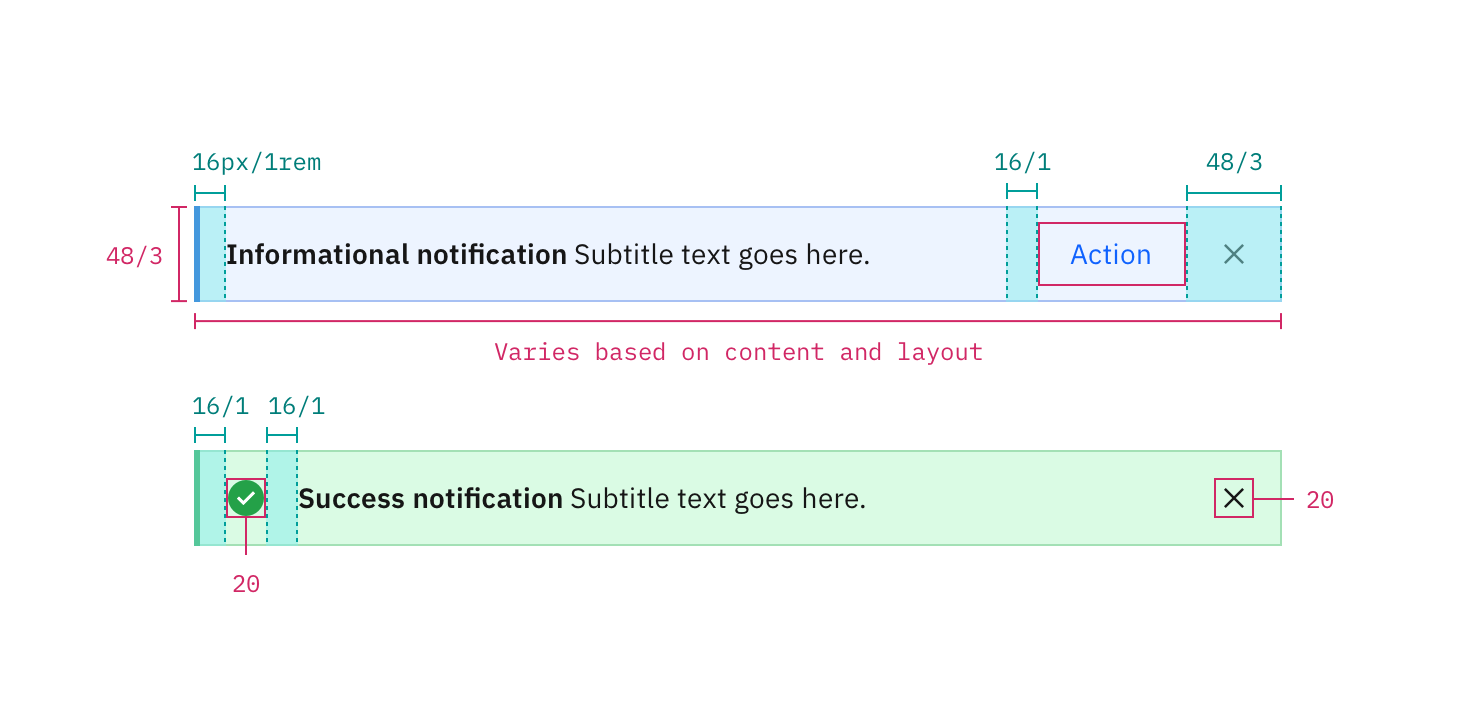 16px/1rem 16/1 48/3
48/3
Informational notification Subtitle text goes here. Action
Varies based on content and layout
16/1 16/1
Success notification Subtitle text goes here.
20
20